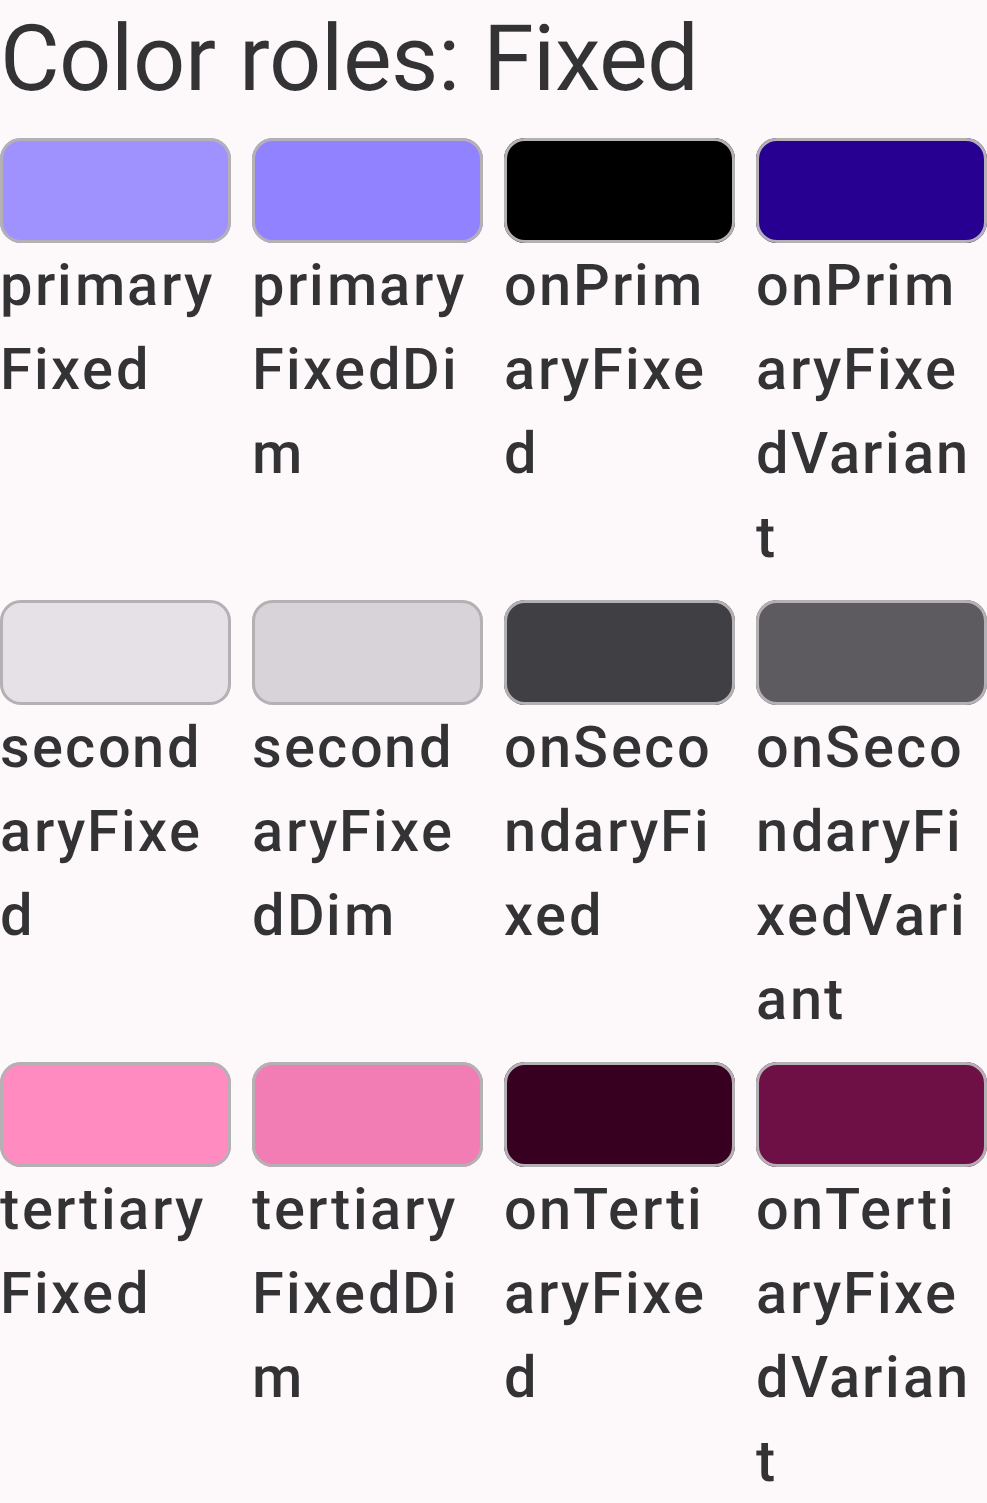 Color roles: Fixed
primary
Fixed
primary
FixedDi
m
onPrim
aryFixe
d
onPrim
aryFixe
dVarian
t
second
aryFixe
d
second
aryFixe
dDim
onSeco
ndaryFi
xed
onSeco
ndaryFi
xedVari
ant
tertiary
Fixed
tertiary
FixedDi
m
onTerti
aryFixe
d
onTerti
aryFixe
dVarian
t